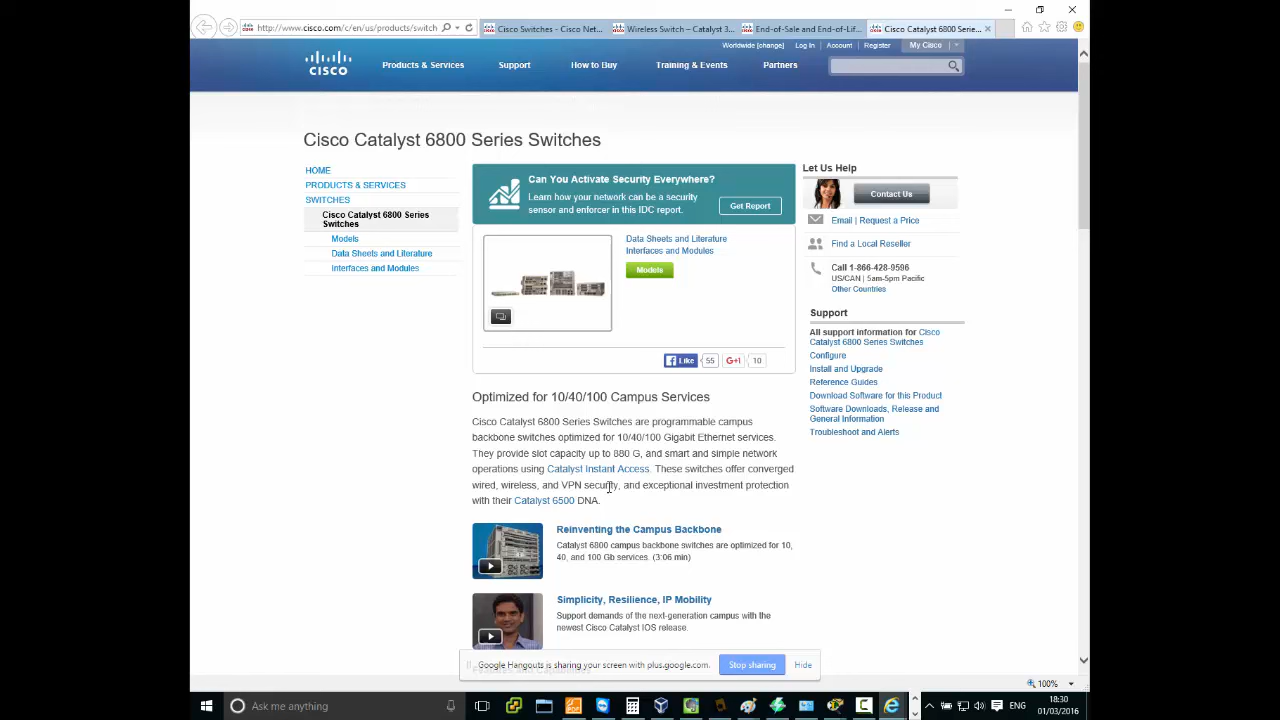 http://www.cisco.com/c/en/us/products/switch
Cisco Switches - Cisco Net...
Wireless Switch – Catalyst 3...
End-of-Sale and End-of-Lif...
Cisco Catalyst 6800 Serie...
Worldwide [change]
Log In
Account
Register
My Cisco
CISCO
Products & Services
Support
How to Buy
Training & Events
Partners
Cisco Catalyst 6800 Series Switches
HOME
PRODUCTS & SERVICES
SWITCHES
Cisco Catalyst 6800 Series
Switches
Models
Data Sheets and Literature
Interfaces and Modules
Can You Activate Security Everywhere?
Learn how your network can be a security
sensor and enforcer in this IDC report.
Get Report
Data Sheets and Literature
Interfaces and Modules
Models
Like
55
G+1
10
Optimized for 10/40/100 Campus Services
Cisco Catalyst 6800 Series Switches are programmable campus
backbone switches optimized for 10/40/100 Gigabit Ethernet services.
They provide slot capacity up to 880 G, and smart and simple network
operations using Catalyst Instant Access. These switches offer converged
wired, wireless, and VPN security, and exceptional investment protection
with their Catalyst 6500 DNA.
Reinventing the Campus Backbone
Catalyst 6800 campus backbone switches are optimized for 10,
40, and 100 Gb services. (3:06 min)
Simplicity, Resilience, IP Mobility
Support demands of the next-generation campus with the
newest Cisco Catalyst IOS release.
Let Us Help
Contact Us
Email | Request a Price
Find a Local Reseller
Call 1-866-428-9596
US/CAN | 5am-5pm Pacific
Other Countries
Support
All support information for Cisco
Catalyst 6800 Series Switches
Configure
Install and Upgrade
Reference Guides
Download Software for this Product
Software Downloads, Release and
General Information
Troubleshoot and Alerts
Google Hangouts is sharing your screen with plus.google.com.
Stop sharing
Hide
100%
Ask me anything
ENG
18:30
01/03/2016